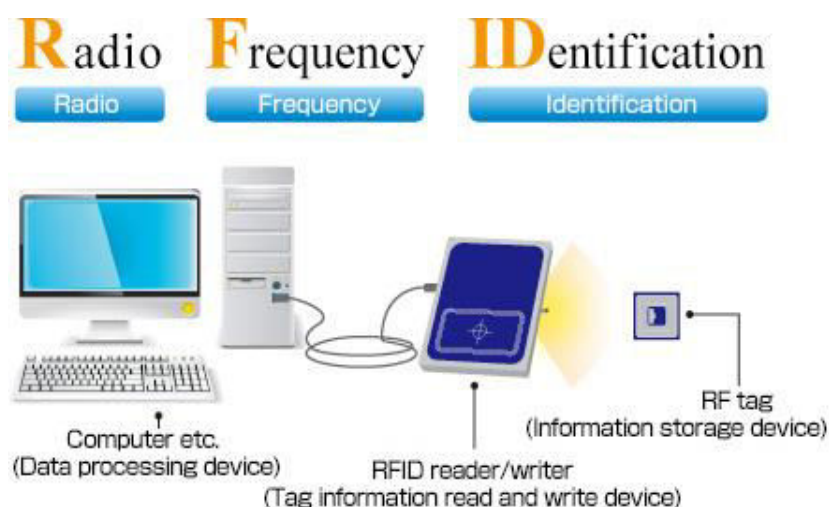 Radio Frequency IDentification
Radio Frequency Identification
Computer etc.
(Data processing device)
RFID reader/writer
(Tag information read and write device)
RF tag
(Information storage device)